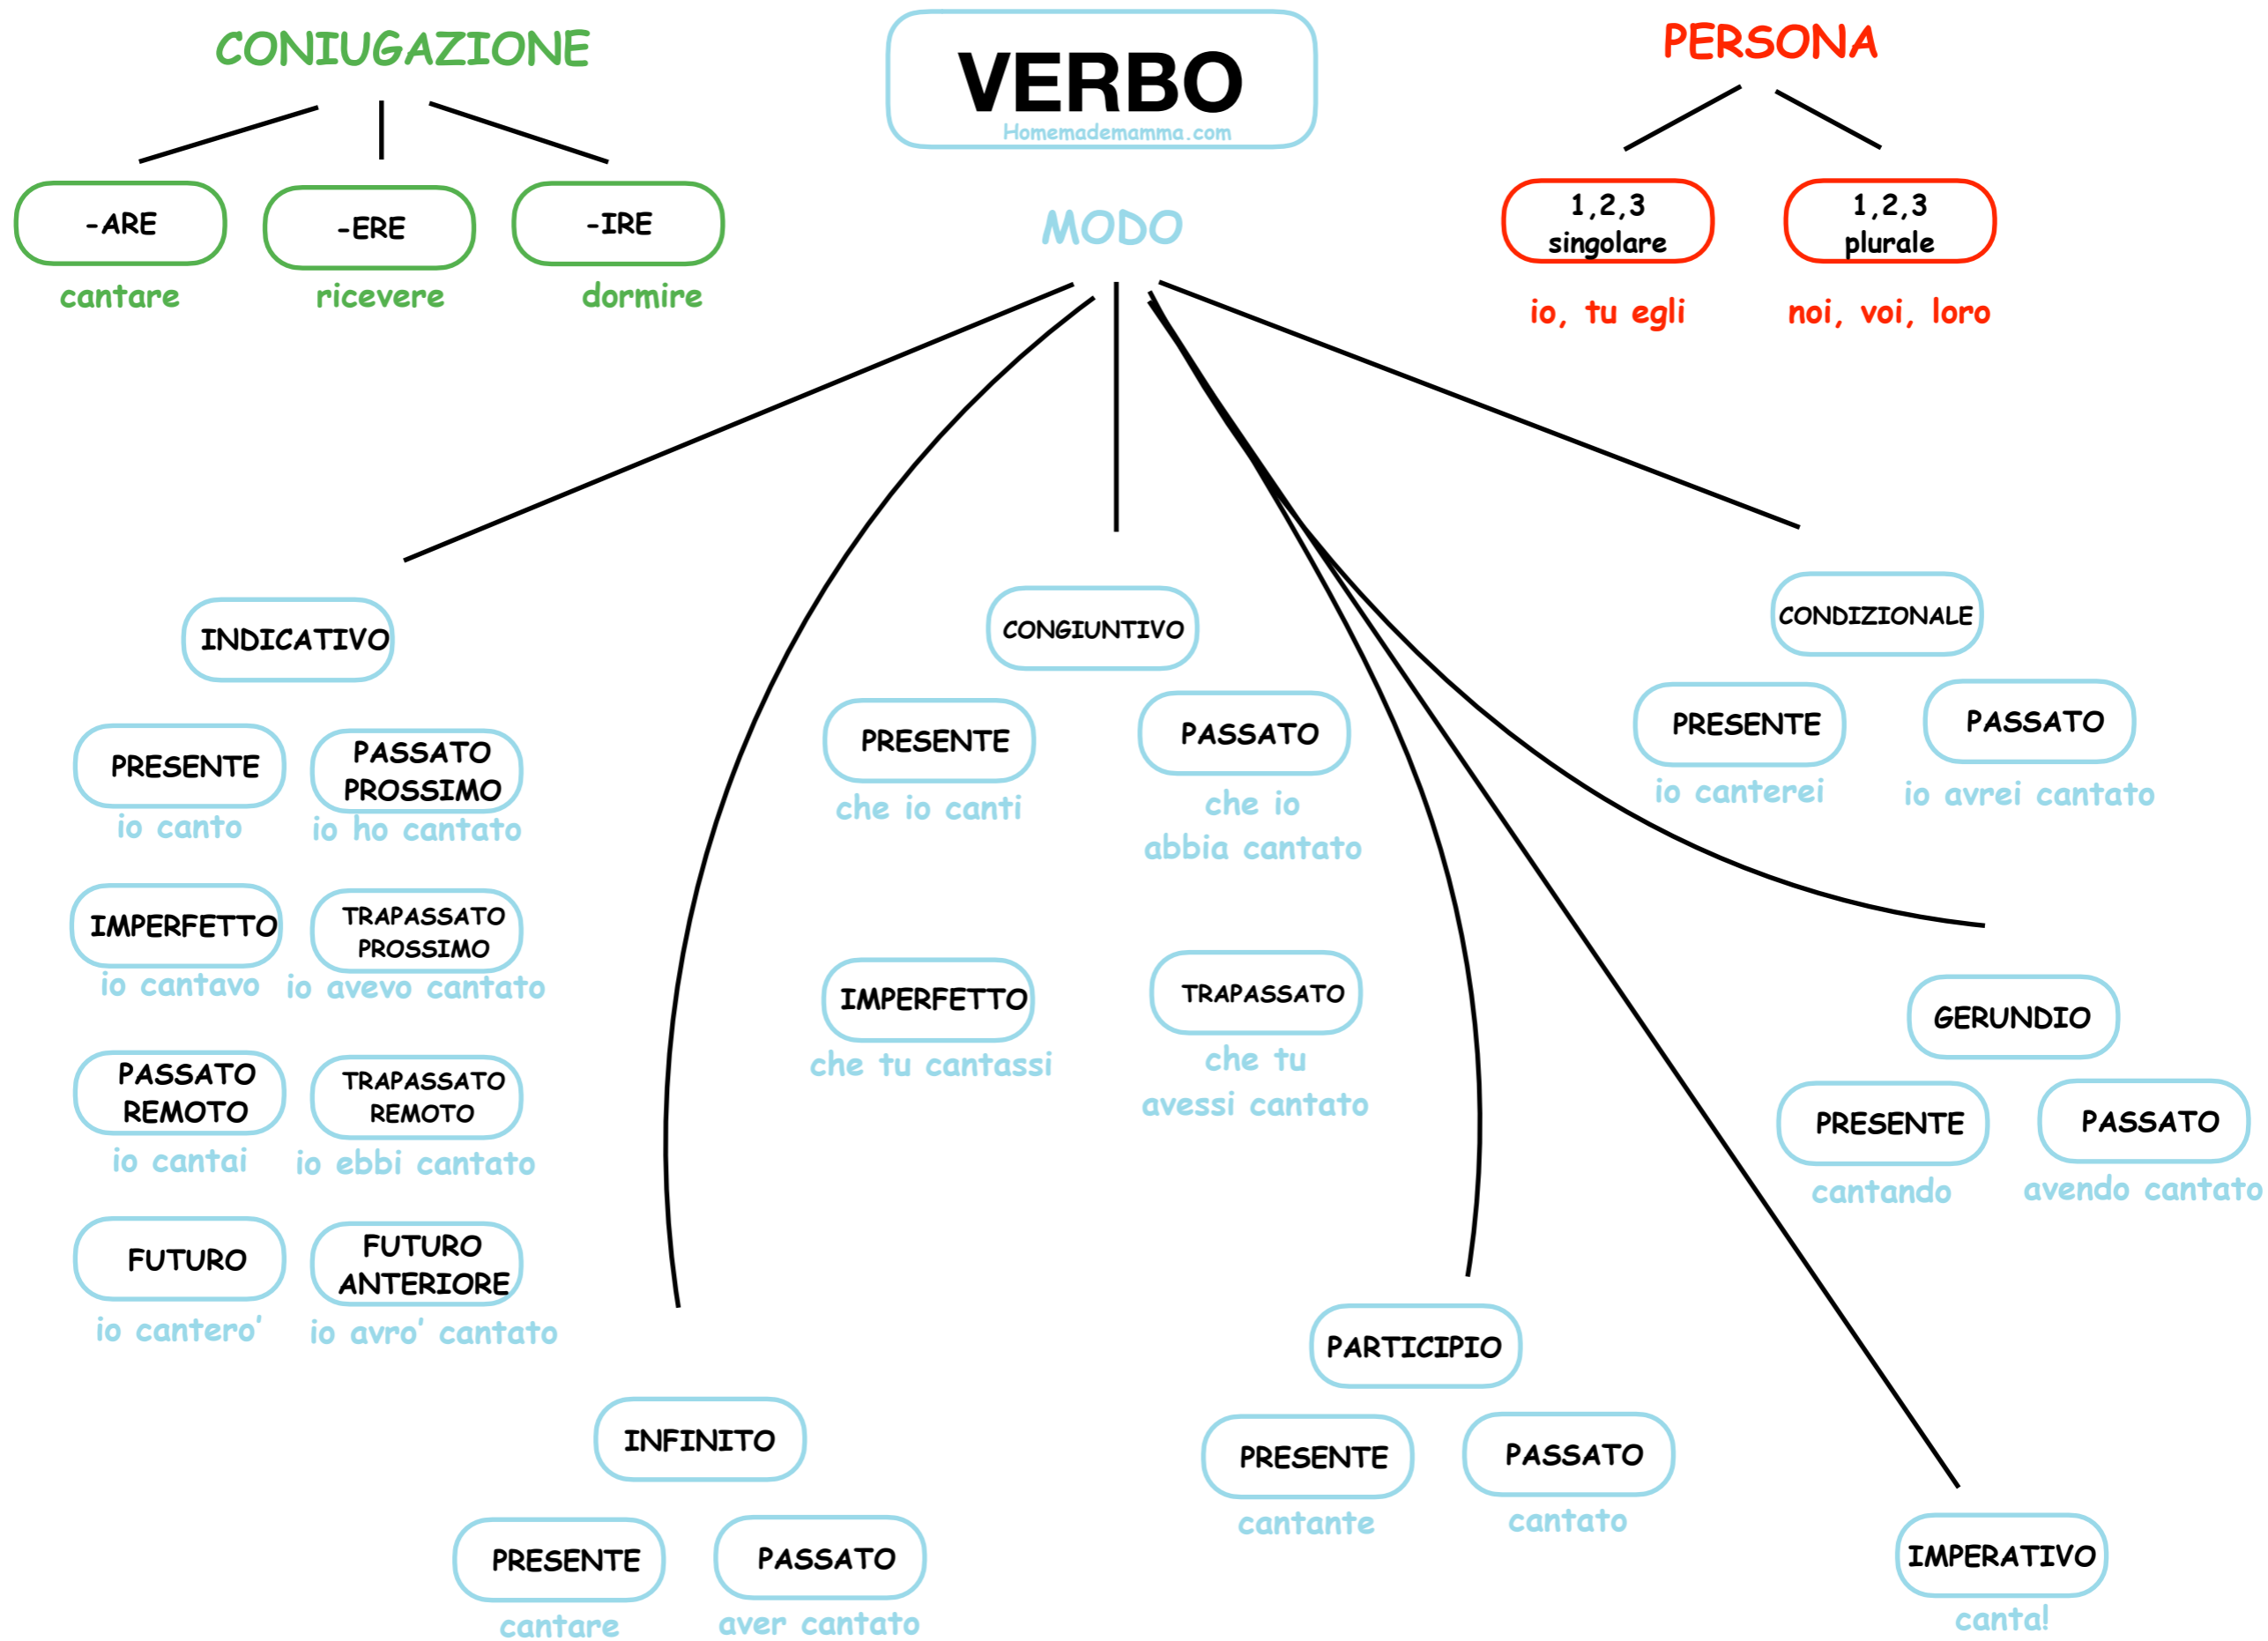 CONIUGAZIONE
-ARE
cantare
-ERE
ricevere
-IRE
dormire
VERBO
Homemademamma.com
PERSONA
1,2,3
singolare
io, tu egli
1,2,3
plurale
noi, voi, loro
MODO
INDICATIVO
PRESENTE
io canto
PASSATO
PROSSIMO
io ho cantato
IMPERFETTO
io cantavo
TRAPASSATO
PROSSIMO
io avevo cantato
PASSATO
REMOTO
io cantai
TRAPASSATO
REMOTO
io ebbi cantato
FUTURO
io cantero'
FUTURO
ANTERIORE
io avro' cantato
INFINITO
PRESENTE
cantare
PASSATO
aver cantato
CONGIUNTIVO
PRESENTE
che io canti
PASSATO
che io
abbia cantato
IMPERFETTO
che tu cantassi
TRAPASSATO
che tu
avessi cantato
PARTICIPIO
PRESENTE
cantante
PASSATO
cantato
CONDIZIONALE
PRESENTE
io canterei
PASSATO
io avrei cantato
GERUNDIO
PRESENTE
cantando
PASSATO
avendo cantato
IMPERATIVO
canta!